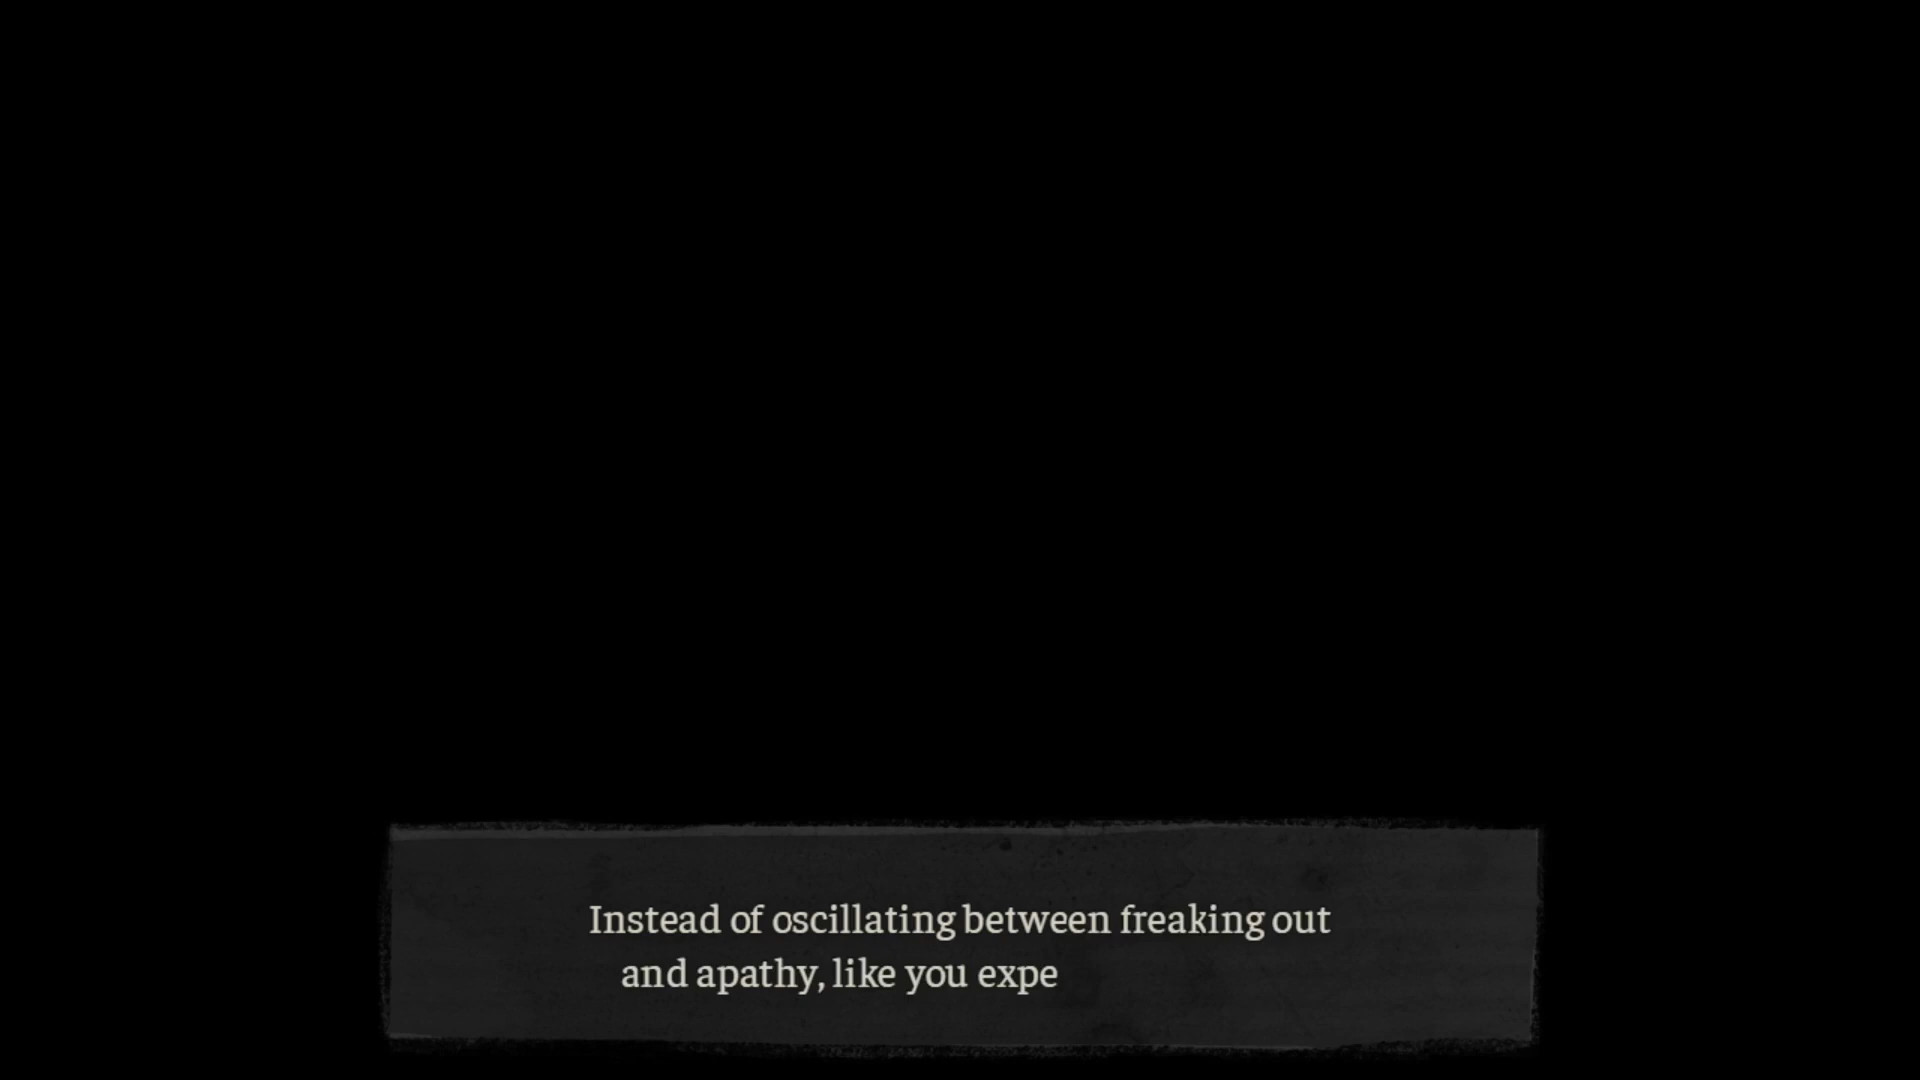 Instead of oscillating between freaking out
and apathy, like you expe